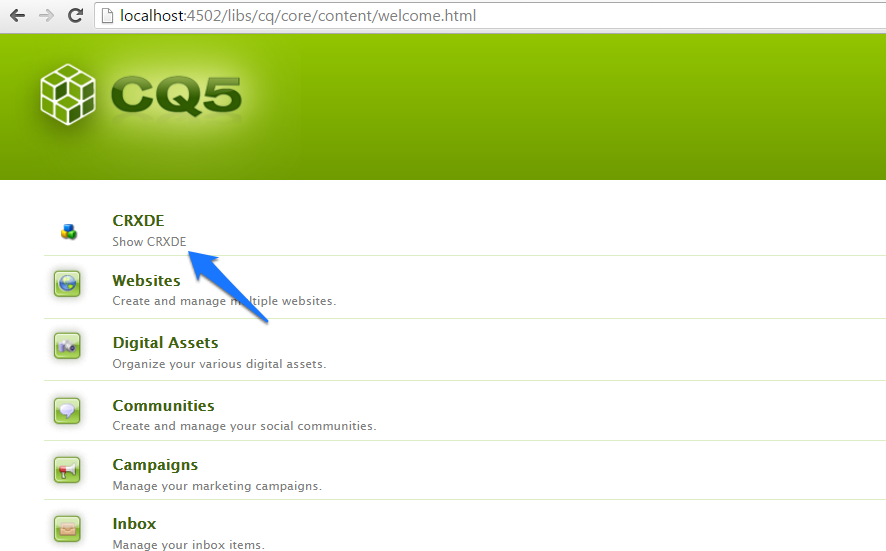 localhost:4502/libs/cq/core/content/welcome.html
CQ5
CRXDE
Show CRXDE
Websites
Create and manage multiple websites.
Digital Assets
Organize your various digital assets.
Communities
Create and manage your social communities.
Campaigns
Manage your marketing campaigns.
Inbox
Manage your inbox items.